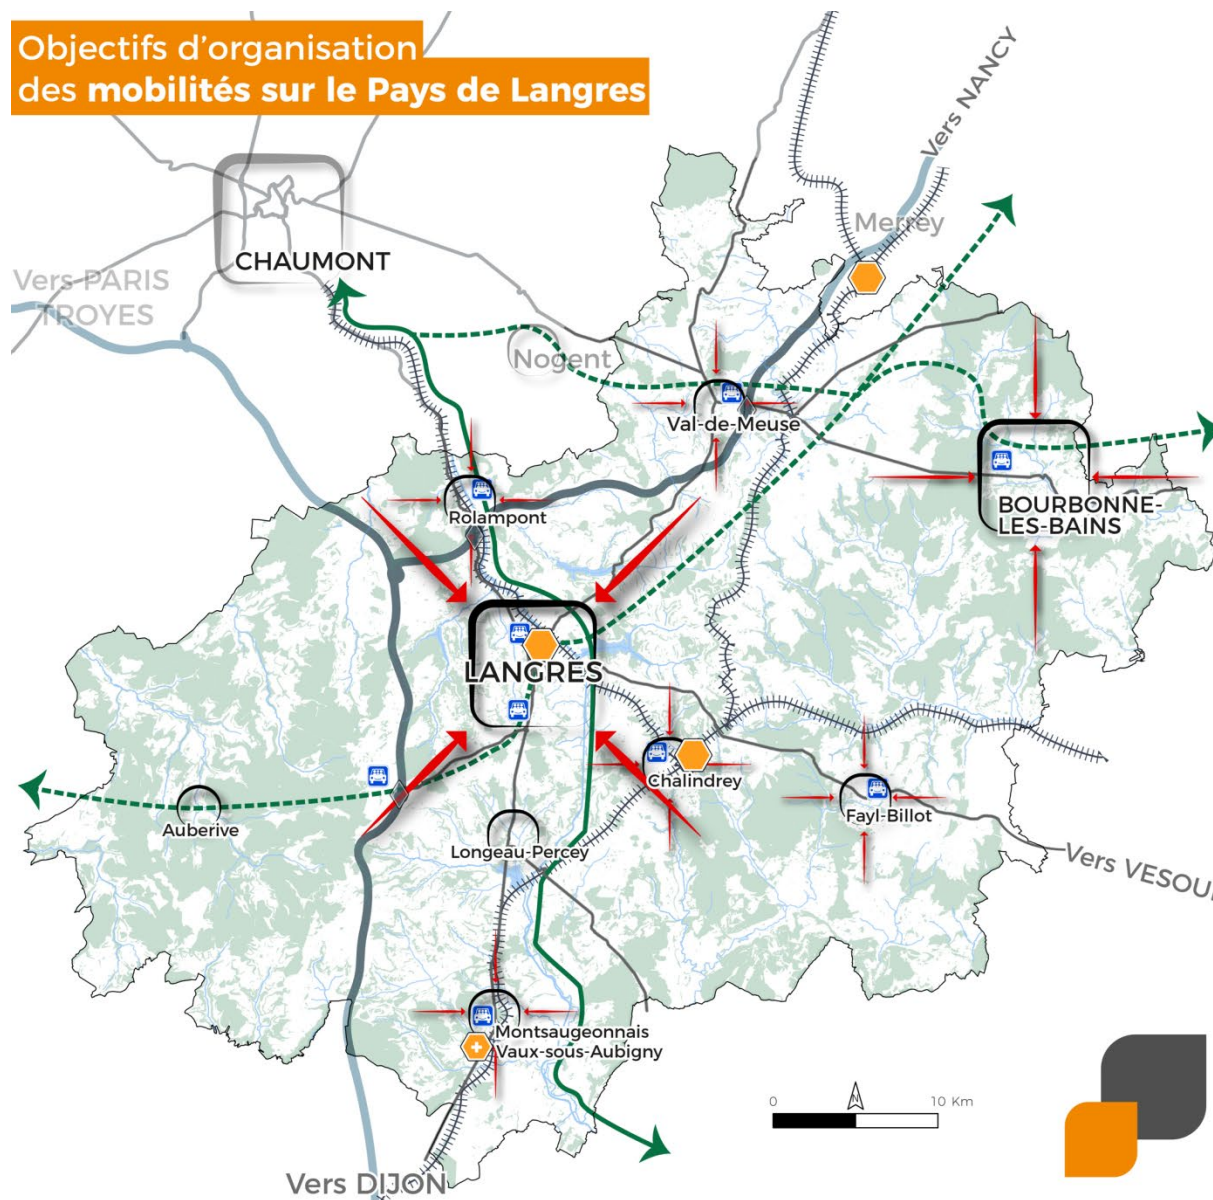 Objectifs d’organisation
des mobilités sur le Pays de Langres
Vers NANCY
Merrey
CHAUMONT
Vers PARIS
TROYES
Nogent
Val-de-Meuse
Rolampont
BOURBONNE-
LES-BAINS
LANGRES
Chalindrey
Fayl-Billot
Auberive
Longeau-Percey
Vers VESOUL
Montsaugeonnais
Vaux-sous-Aubigny
0 N 10 Km
Vers DIJON